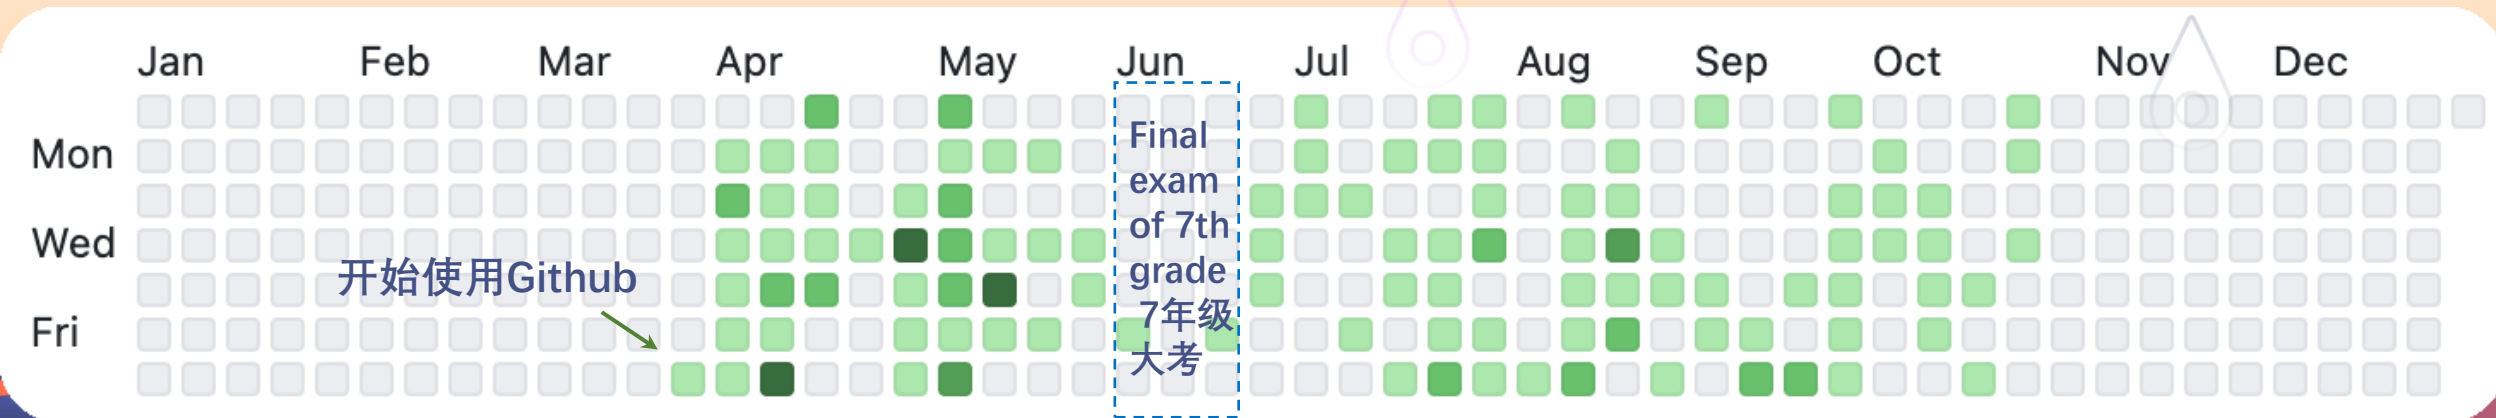 Jan Feb Mar Apr May Jun Jul Aug Sep Oct Nov Dec
Mon
Wed
Fri
开始使用Github
Final
exam
of 7th
grade
7年级
大考